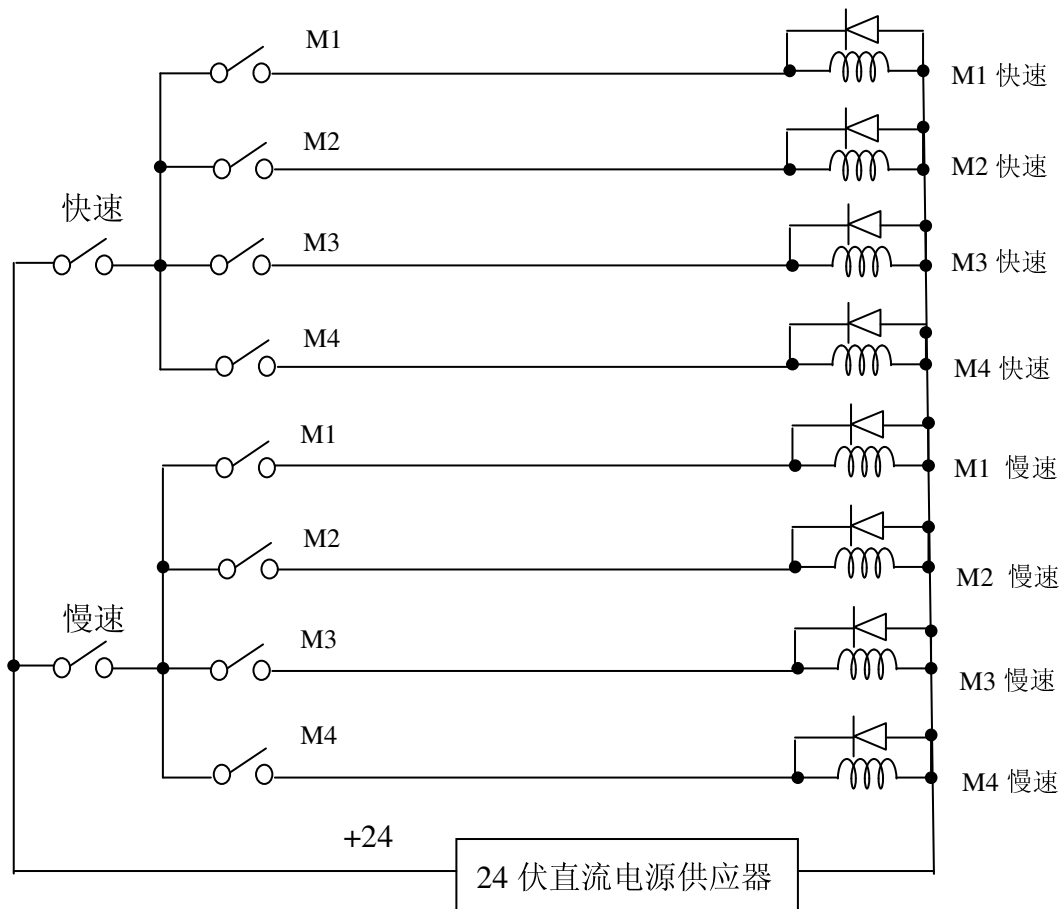 M1
M1 快速
M2
M2 快速
快速
M3
M3 快速
M4
M4 快速
M1
M1 慢速
M2
M2 慢速
慢速
M3
M3 慢速
M4
M4 慢速
+24
24 伏直流电源供应器